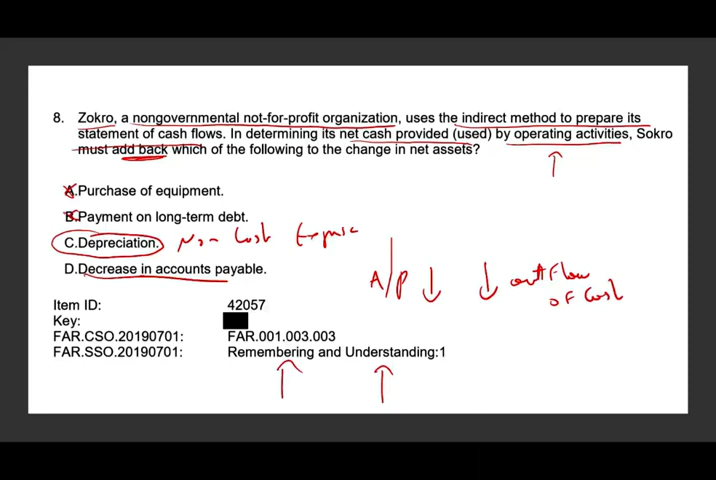 8. Zokro, a nongovernmental not-for-profit organization, uses the indirect method to prepare its
statement of cash flows. In determining its net cash provided (used) by operating activities, Sokro
must add back which of the following to the change in net assets?
A.Purchase of equipment.
B.Payment on long-term debt.
C.Depreciation. Non Cash Expense
D.Decrease in accounts payable.
A/P outflow
of Cash
Item ID: 42057
Key:
FAR.CSO.20190701: FAR.001.003.003
FAR.SSO.20190701: Remembering and Understanding:1